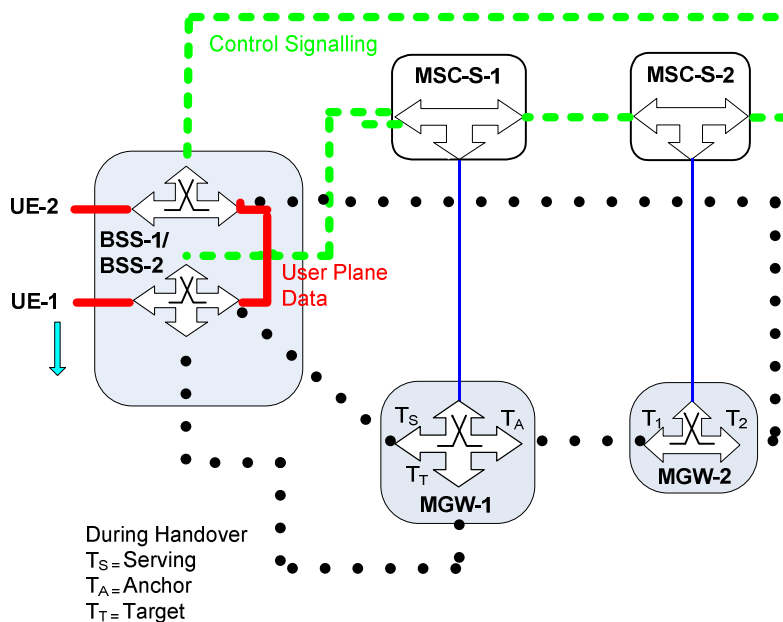 Control Signalling
MSC-S-1
MSC-S-2
UE-2
BSS-1/
BSS-2
User Plane
Data
UE-1
TS
TA
TT
MGW-1
T1
T2
MGW-2
During Handover
TS = Serving
TA = Anchor
TT = Target